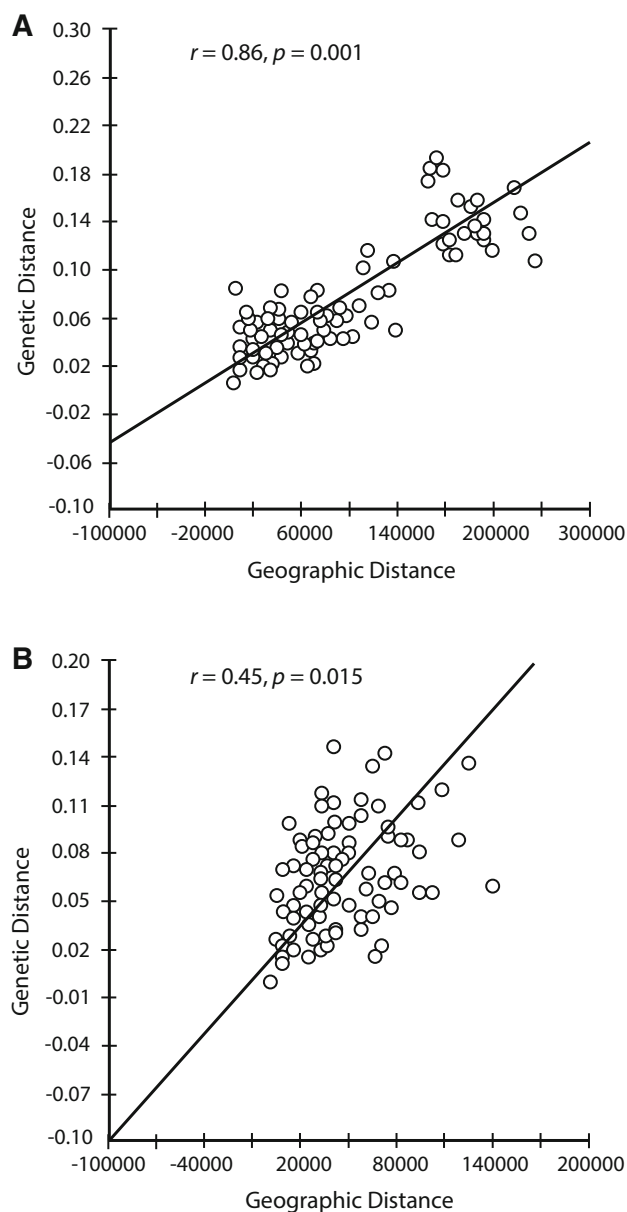 A
r = 0.86, p = 0.001
0.30
0.26
0.22
0.18
0.14
0.10
0.06
0.02
-0.02
-0.06
-0.10
Genetic Distance
-100000 -20000 60000 140000 200000 300000
Geographic Distance
B
r = 0.45, p = 0.015
0.20
0.17
0.14
0.11
0.08
0.05
0.02
-0.01
-0.04
-0.07
-0.10
Genetic Distance
-100000 -40000 20000 80000 140000 200000
Geographic Distance